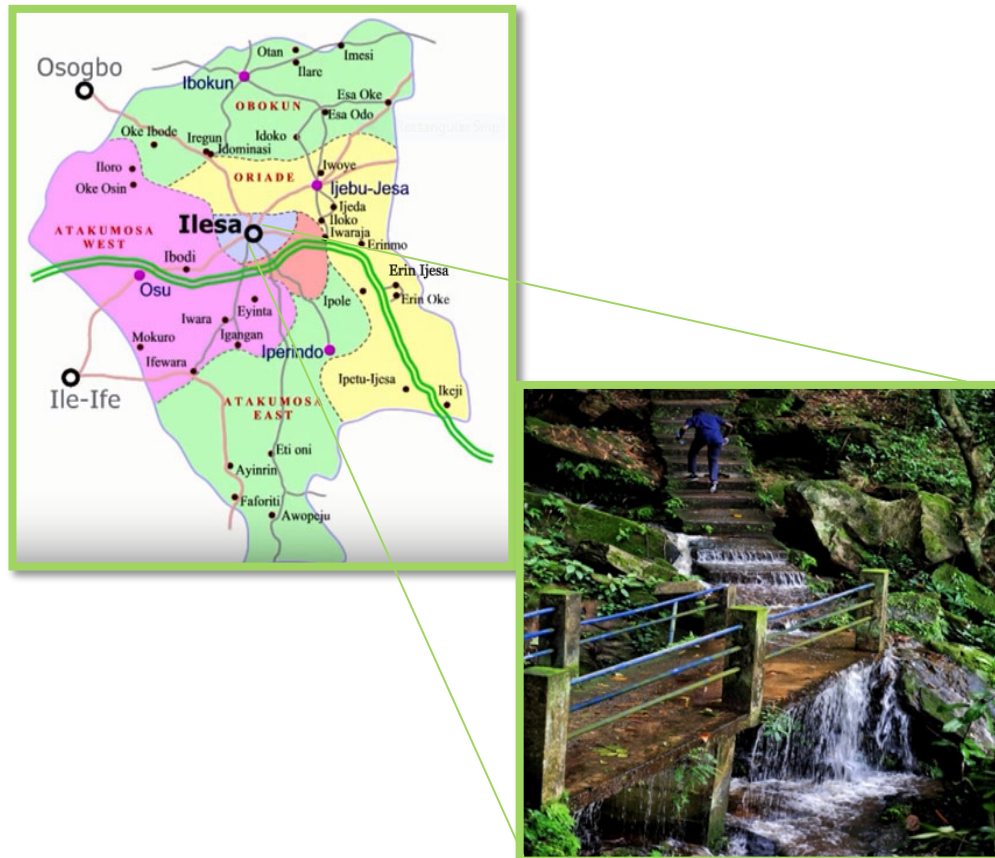 Otan
Imesi
Ilare
Osogbo
Ibokun
Esa Oke
OBOKUN
Esa Odo
Oke Ibode
Iregun
Idoko
Idominasi
Iwoye
Iloro
ORIADE
Oke Osin
Ijebu-Jesa
Ijeda
Iloko
Ilesa
Iwaraja
ATAKUMOSA
WEST
Erinmo
Ibodi
Erin Ijesa
Osu
Ipole
Erin Oke
Eyinta
Iwara
Mokuro
Igangan
Iperindo
Ifewara
Ipetu-Ijesa
Ikeji
Ile-Ife
ATAKUMOSA
EAST
Eti oni
Ayinrin
Faforiti
Awopeju